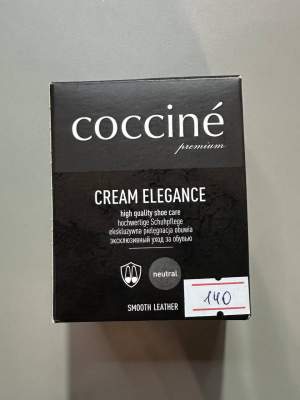 cocciné
premium
CREAM ELEGANCE
high quality shoe care
hochwertige Schuhpflege
ekskluzywna pielęgnacja obuwia
эксклюзивный уход за обувью
neutral
140
SMOOTH LEATHER